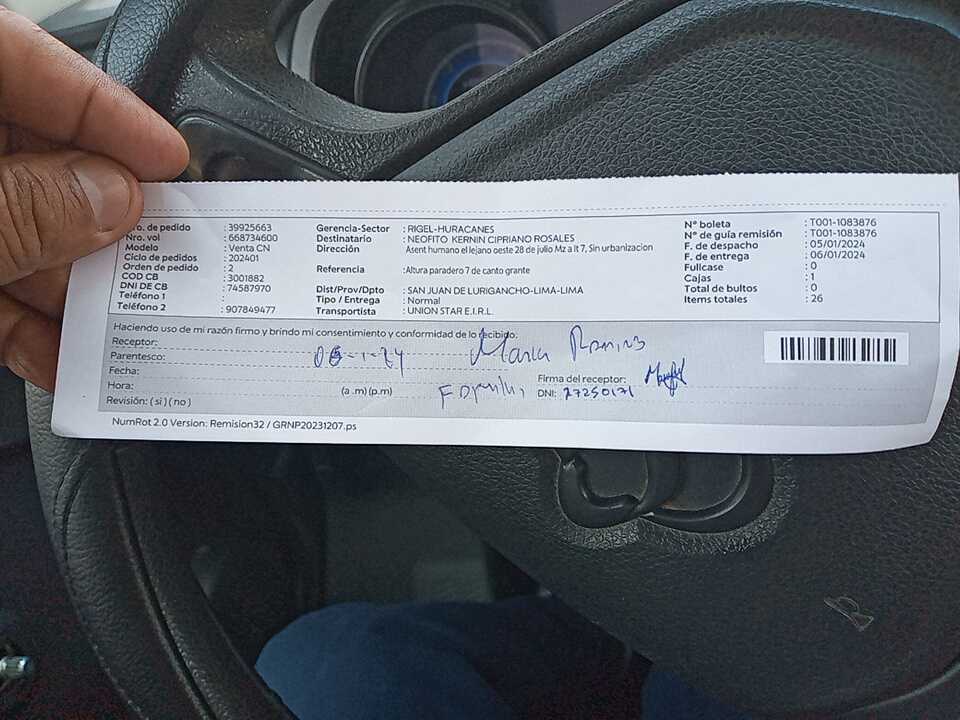 ro. de pedido : 39925663
Nro. vol : 668734600
Modelo : Venta CN
Ciclo de pedidos : 202401
Orden de pedido : 2
COD CB : 3001882
DNI DE CB : 74587970
Teléfono 1 :
Teléfono 2 : 907849477
Gerencia-Sector : RIGEL-HURACANES
Destinatario : NEOFITO KERNIN CIPRIANO ROSALES
Dirección : Asent humano el lejano oeste 28 de julio Mz a lt 7, Sin urbanizacion
Referencia : Altura paradero 7 de canto grante
Dist/Prov/Dpto : SAN JUAN DE LURIGANCHO-LIMA-LIMA
Tipo / Entrega : Normal
Transportista : UNION STAR E.I.R.L.
N° boleta : T001-1083876
N° de guía remisión : T001-1083876
F. de despacho : 05/01/2024
F. de entrega : 06/01/2024
Fullcase : 0
Cajas : 1
Total de bultos : 0
Items totales : 26
Haciendo uso de mi razón firmo y brindo mi consentimiento y conformidad de lo recibido:
Receptor: Maria
Parentesco:
Fecha:
Hora: (a .m) (p.m)
Firma del receptor:
DNI: 27250171
Revisión: ( si ) ( no )
NumRot 2.0 Version: Remision32 / GRNP20231207.ps